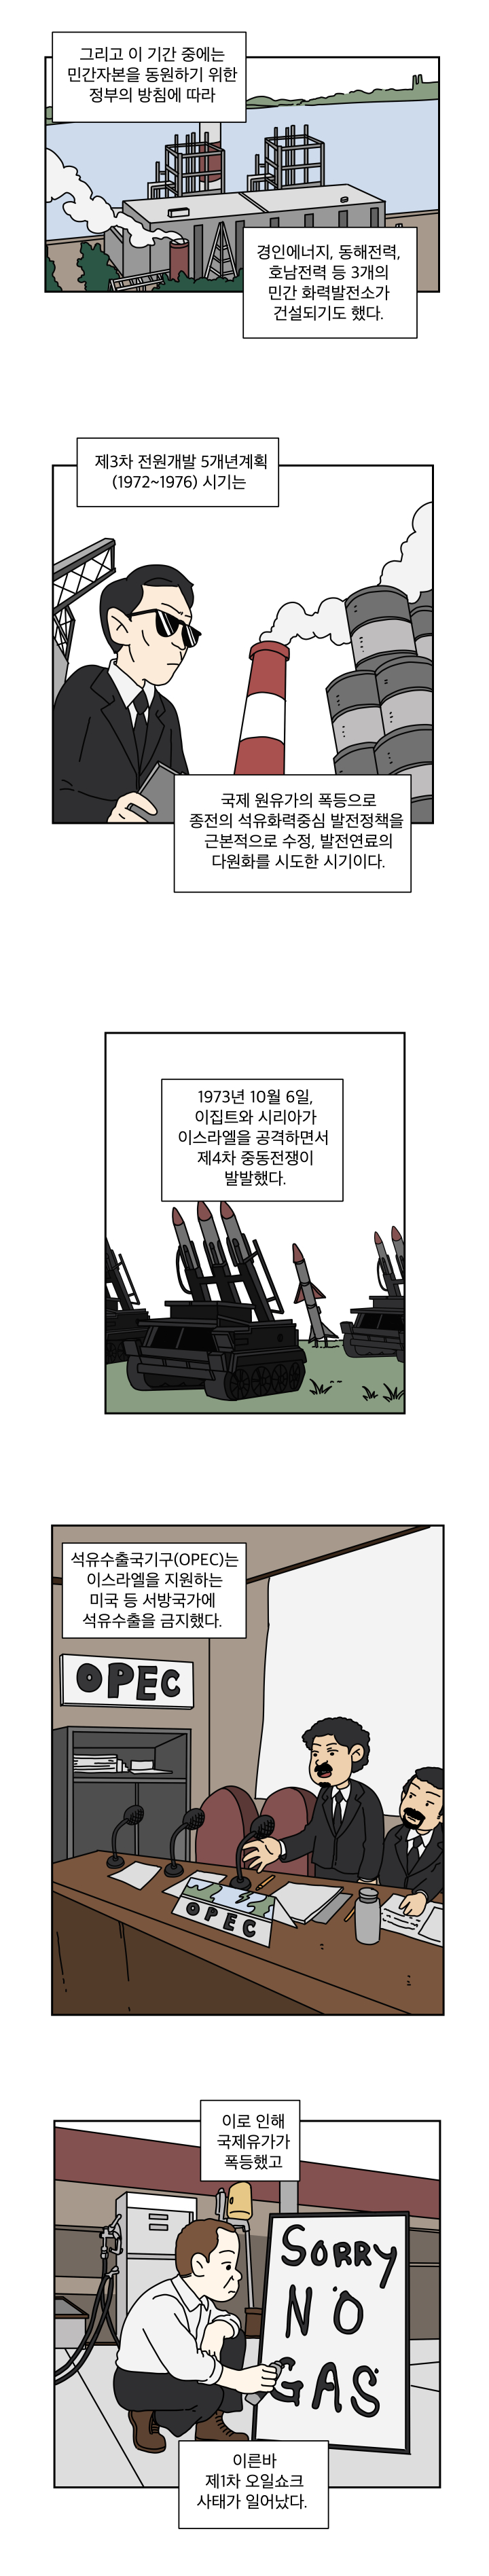 그리고 이 기간 중에는
민간자본을 동원하기 위한
정부의 방침에 따라
경인에너지, 동해전력,
호남전력 등 3개의
민간 화력발전소가
건설되기도 했다.
제3차 전원개발 5개년계획
(1972~1976) 시기는
국제 원유가의 폭등으로
종전의 석유화력중심 발전정책을
근본적으로 수정, 발전연료의
다원화를 시도한 시기이다.
1973년 10월 6일,
이집트와 시리아가
이스라엘을 공격하면서
제4차 중동전쟁이
발발했다.
석유수출국기구(OPEC)는
이스라엘을 지원하는
미국 등 서방국가에
석유수출을 금지했다.
OPEC
OPEC
이로 인해
국제유가가
폭등했고
SORRY
NO
GAS
이른바
제1차 오일쇼크
사태가 일어났다.